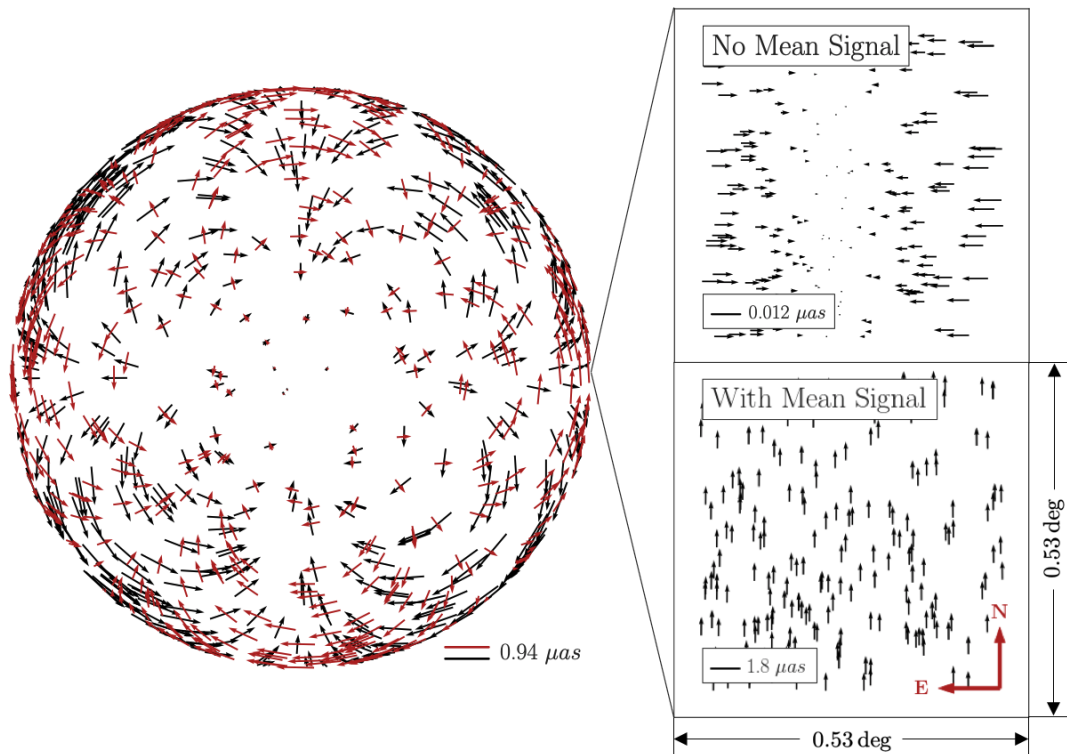 No Mean Signal
0.012 μas
With Mean Signal
1.8 μas
N
E
0.94 μas
0.53 deg
0.53 deg